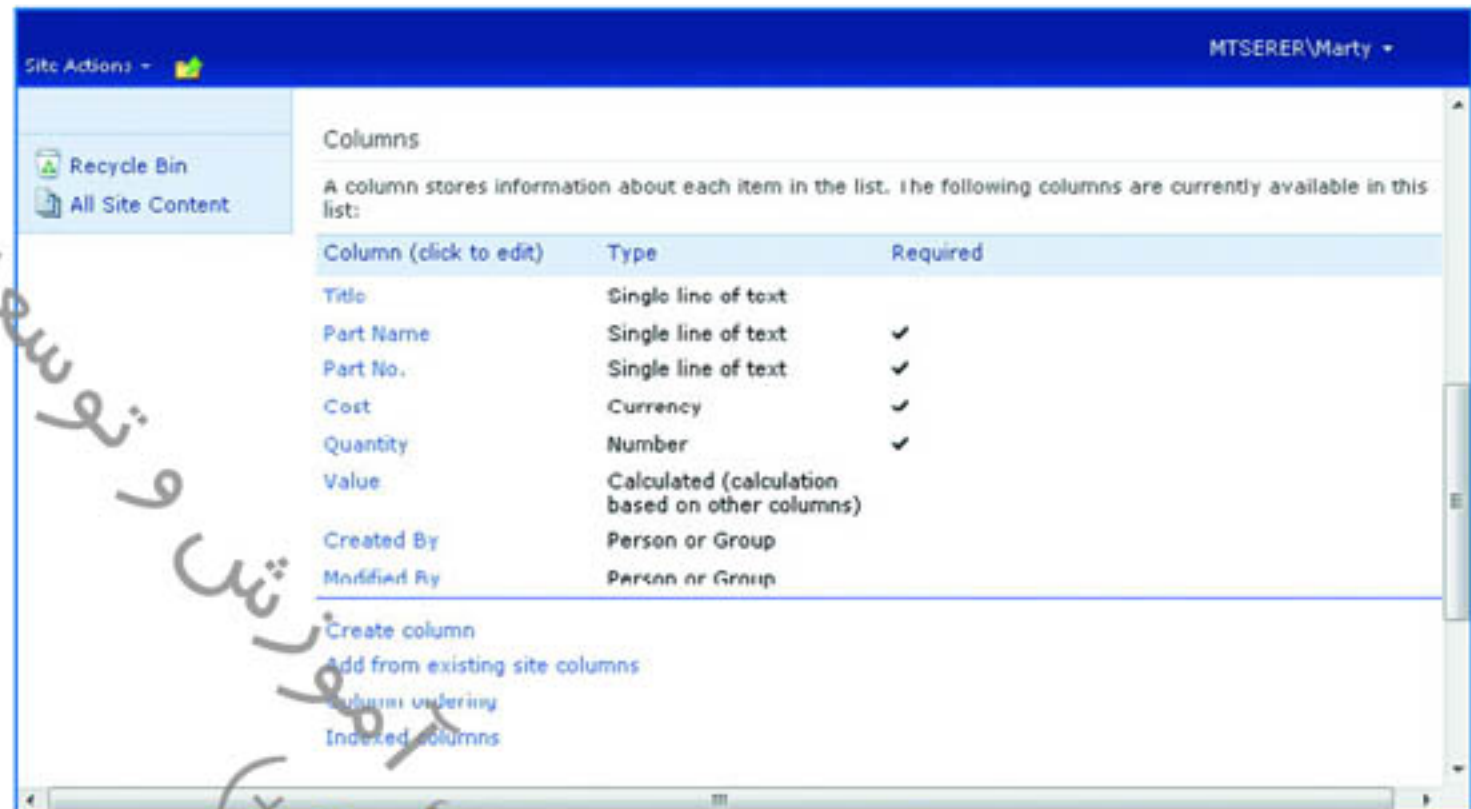 Site Actions
MTSERER\Marty
Recycle Bin
All Site Content
Columns
A column stores information about each item in the list. The following columns are currently available in this
list:
Column (click to edit) Type Required
Title Single line of text
Part Name Single line of text ✓
Part No. Single line of text ✓
Cost Currency ✓
Quantity Number ✓
Value Calculated (calculation
based on other columns)
Created By Person or Group
Modified By Person or Group
Create column
Add from existing site columns
Column ordering
Indexed columns
آموزش و